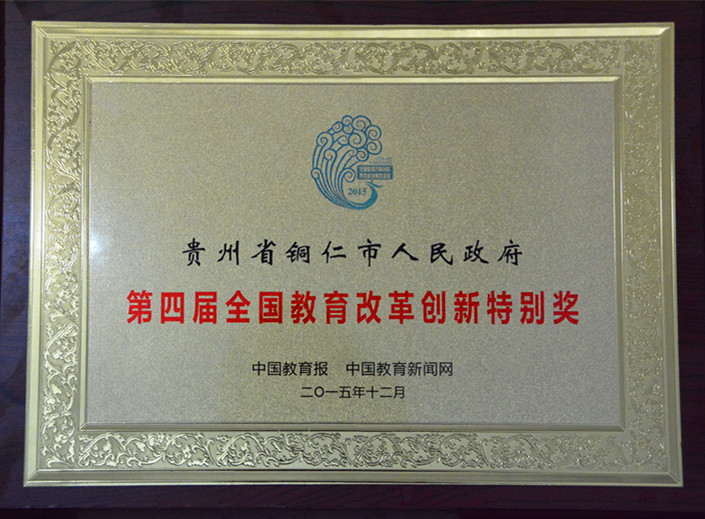 2015
贵州省铜仁市人民政府
第四届全国教育改革创新特别奖
中国教育报 中国教育新闻网
二〇一五年十二月